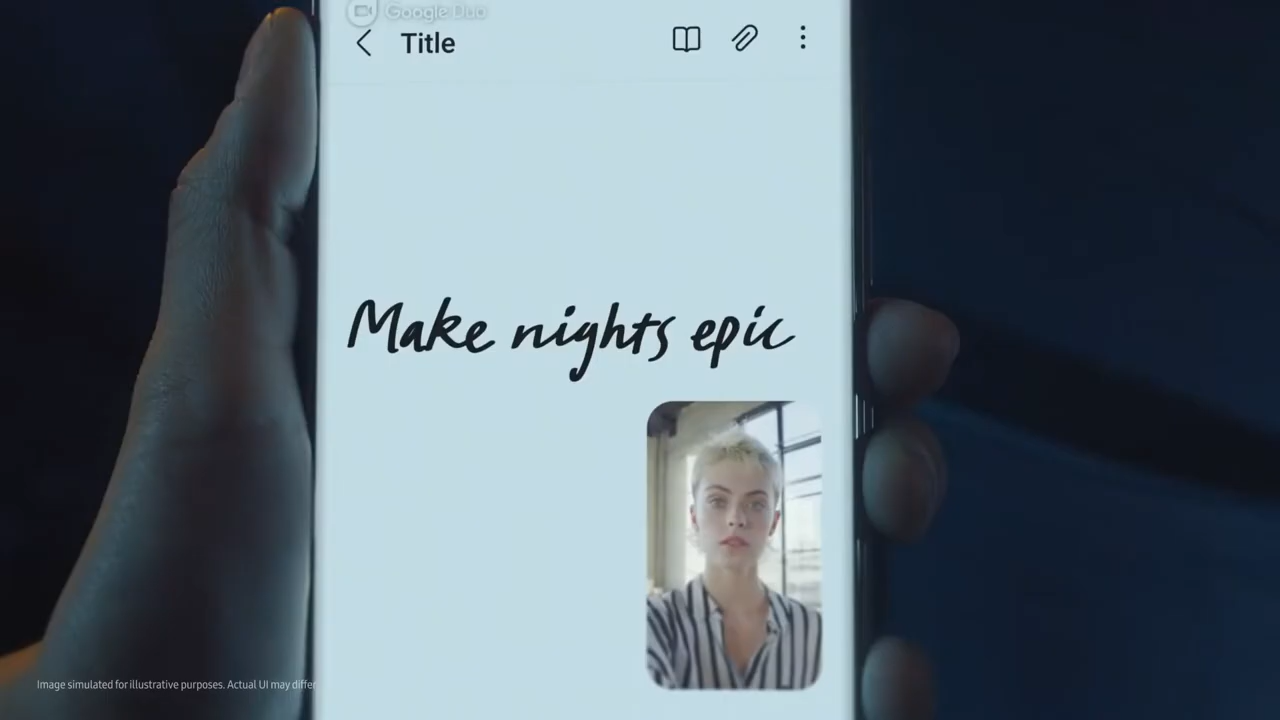 Google Duo
Title
Make nights epic
Image simulated for illustrative purposes. Actual UI may differ